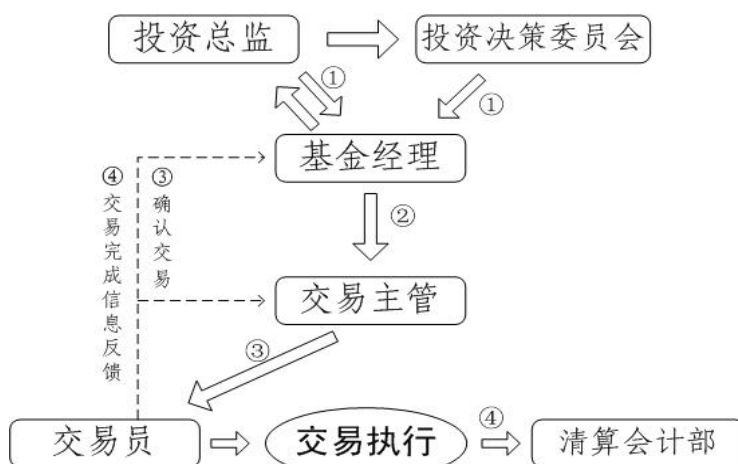 投资总监
投资决策委员会
①
①
基金经理
④交易完成信息反馈
③确认交易
②
交易主管
③
交易员
交易执行
④
清算会计部